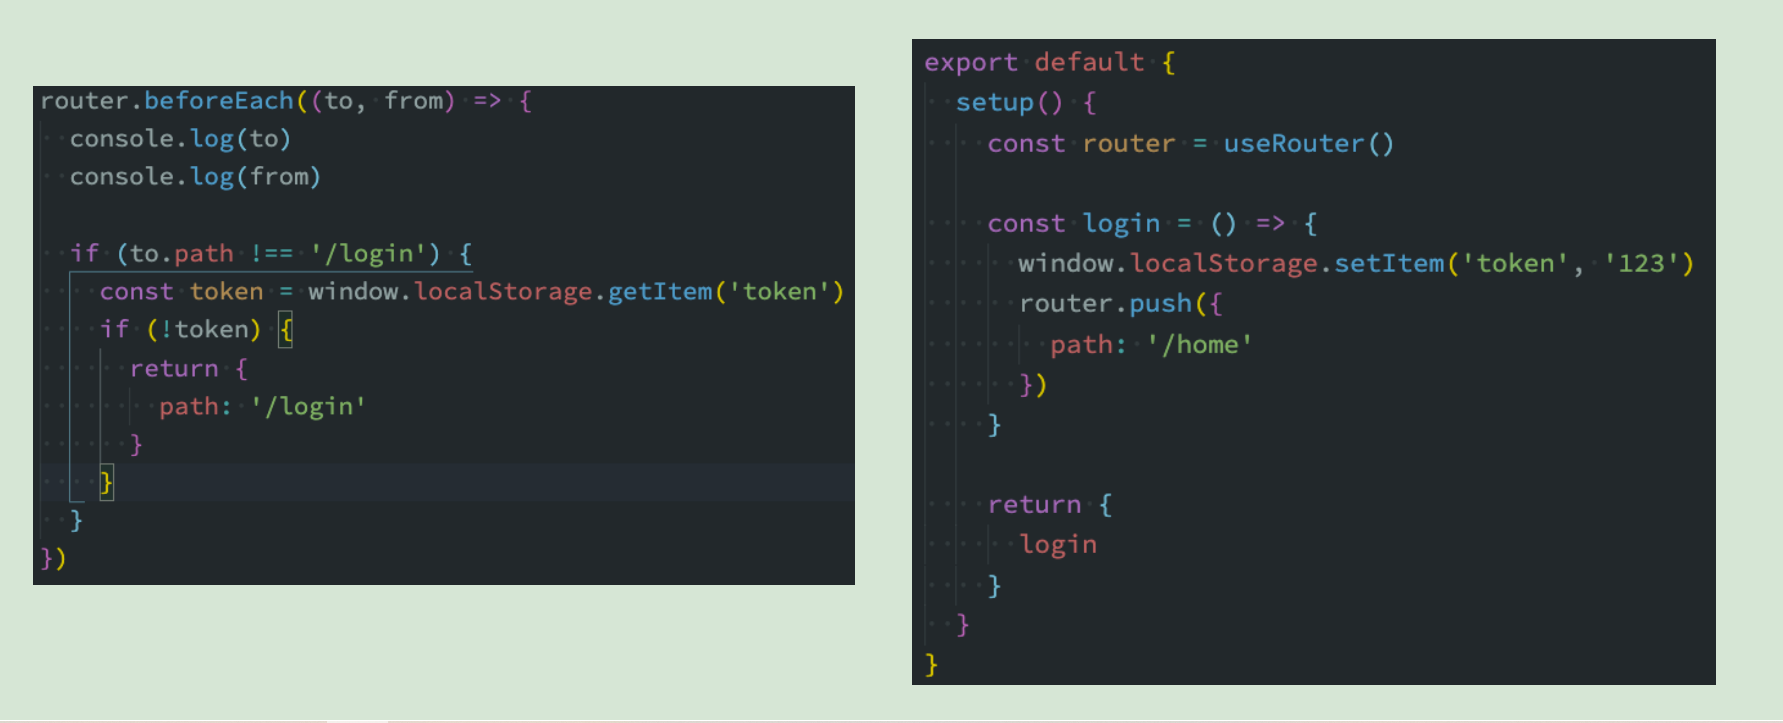 router.beforeEach((to, from) => {
  console.log(to)
  console.log(from)

  if (to.path !== '/login') {
    const token = window.localStorage.getItem('token')
    if (!token) {
      return {
        path: '/login'
      }
    }
  }
})
export default {
  setup() {
    const router = useRouter()

    const login = () => {
      window.localStorage.setItem('token', '123')
      router.push({
        path: '/home'
      })
    }

    return {
      login
    }
  }
}